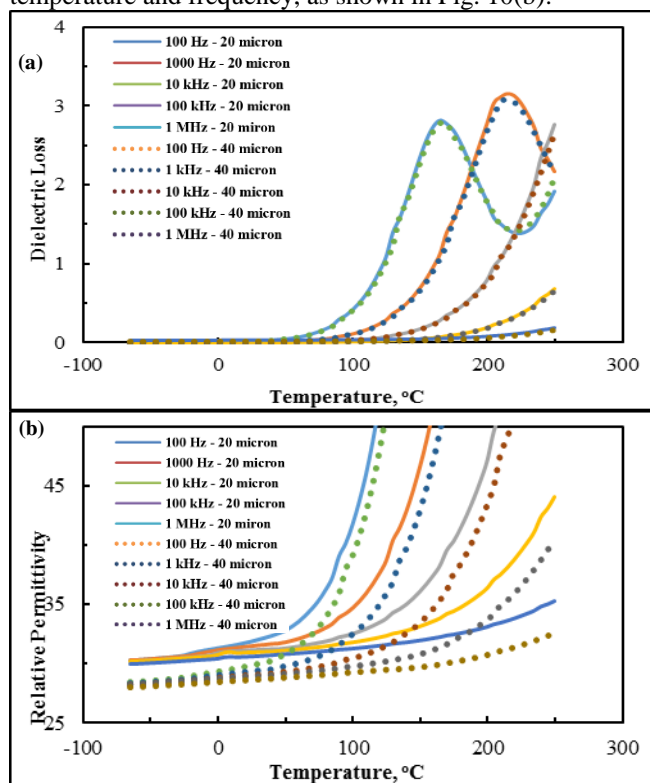 temperature and frequency, as shown in Fig. 10(b).
(a)
100 Hz - 20 micron
1000 Hz - 20 micron
10 kHz - 20 micron
100 kHz - 20 micron
1 MHz - 20 miron
100 Hz - 40 micron
1 kHz - 40 micron
10 kHz - 40 micron
100 kHz - 40 micron
1 MHz - 40 micron
Dielectric Loss
4
3
2
1
0
-100 0 100 200 300
Temperature, oC
(b)
100 Hz - 20 micron
1000 Hz - 20 micron
10 kHz - 20 micron
100 kHz - 20 micron
1 MHz - 20 miron
100 Hz - 40 micron
1 kHz - 40 micron
10 kHz - 40 micron
100 kHz - 40 micron
1 MHz - 40 micron
Relative Permittivity
45
35
25
-100 0 100 200 300
Temperature, oC